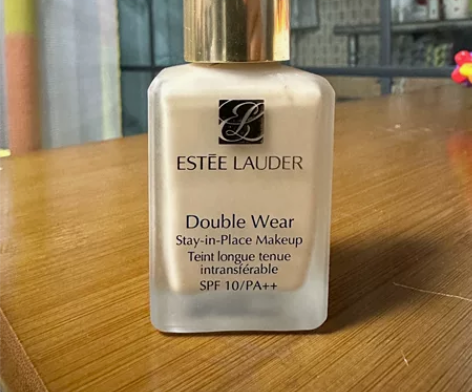 ESTĒE LAUDER
Double Wear
Stay-in-Place Makeup
Teint longue tenue
intransférable
SPF 10/PA++